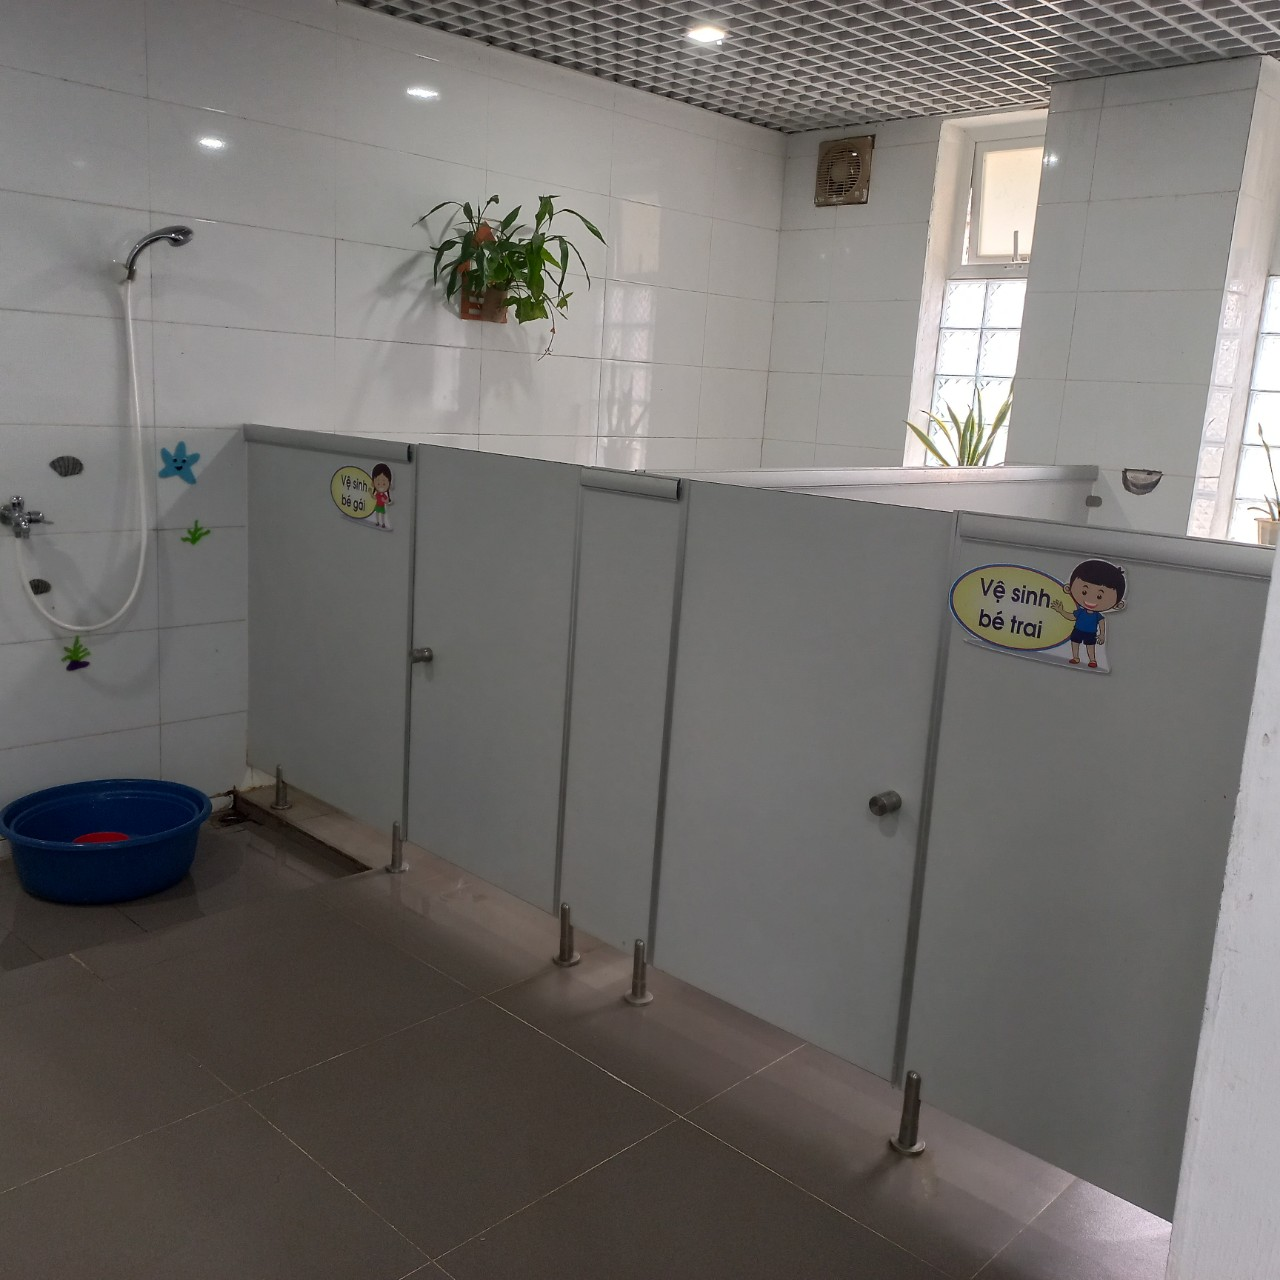 Vệ sinh
bé gái
Vệ sinh
bé trai